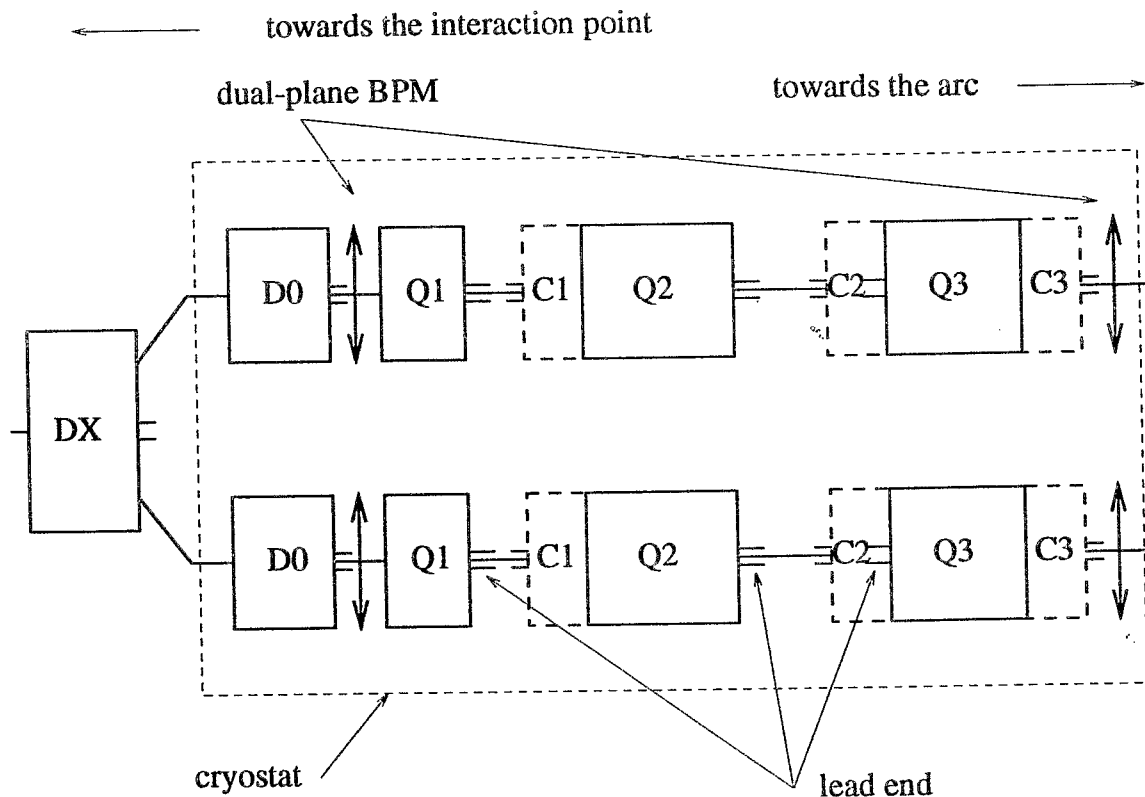 towards the interaction point
dual-plane BPM
towards the arc
D0
Q1
C1
Q2
C2
Q3
C3
DX
D0
Q1
C1
Q2
C2
Q3
C3
cryostat
lead end